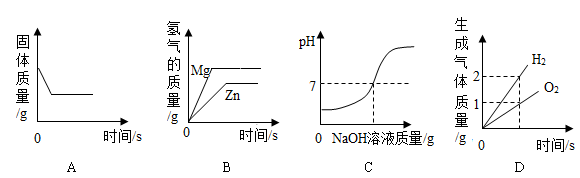 固体质量/g
0
时间/s
A
氢气的质量/g
Mg
Zn
0
时间/s
B
pH
7
0
NaOH溶液质量/g
C
生成气体质量/g
H₂
O₂
2
1
0
时间/s
D